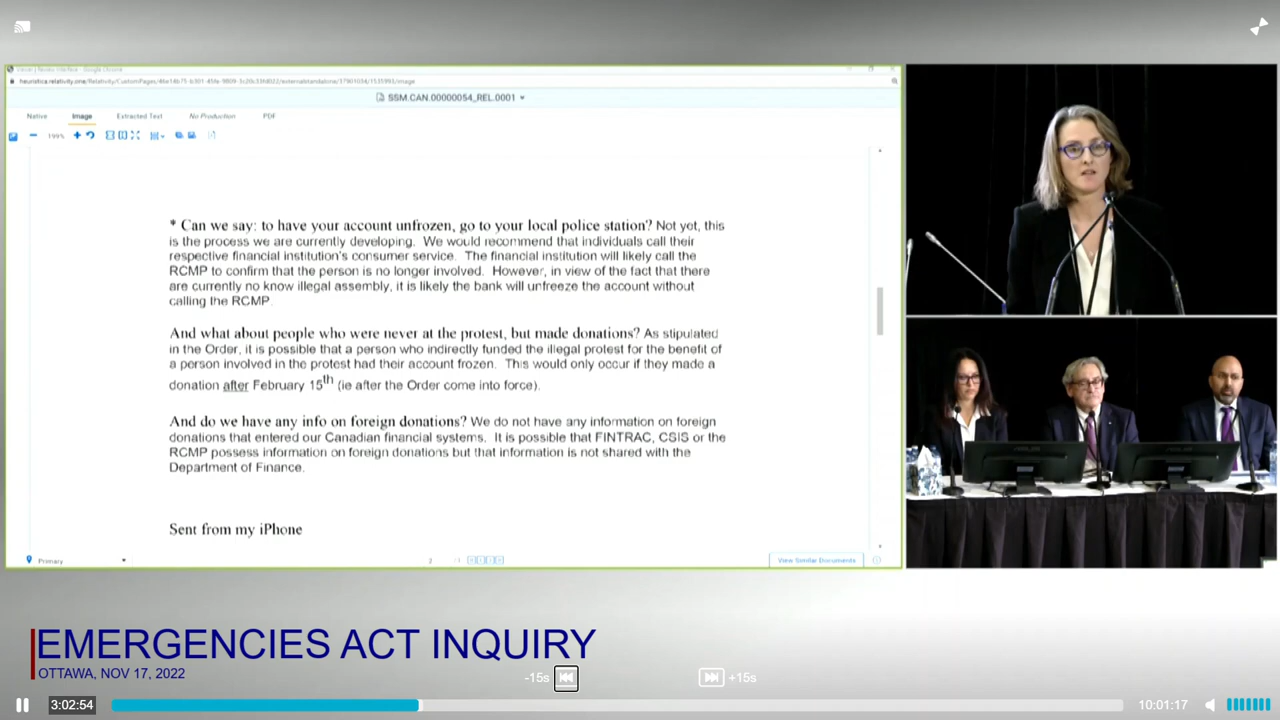 SSM.CAN.00000054_REL.0001
Native Image Extracted Text No Production PDF
199%
* Can we say: to have your account unfrozen, go to your local police station? Not yet, this
is the process we are currently developing. We would recommend that individuals call their
respective financial institution's consumer service. The financial institution will likely call the
RCMP to confirm that the person is no longer involved. However, in view of the fact that there
are currently no know illegal assembly, it is likely the bank will unfreeze the account without
calling the RCMP.
And what about people who were never at the protest, but made donations? As stipulated
in the Order, it is possible that a person who indirectly funded the illegal protest for the benefit of
a person involved in the protest had their account frozen. This would only occur if they made a
donation after February 15th (ie after the Order come into force).
And do we have any info on foreign donations? We do not have any information on foreign
donations that entered our Canadian financial systems. It is possible that FINTRAC, CSIS or the
RCMP possess information on foreign donations but that information is not shared with the
Department of Finance.
Sent from my iPhone
Primary
2
View Similar Documents
EMERGENCIES ACT INQUIRY
OTTAWA, NOV 17, 2022
-15s +15s
3:02:54 10:01:17